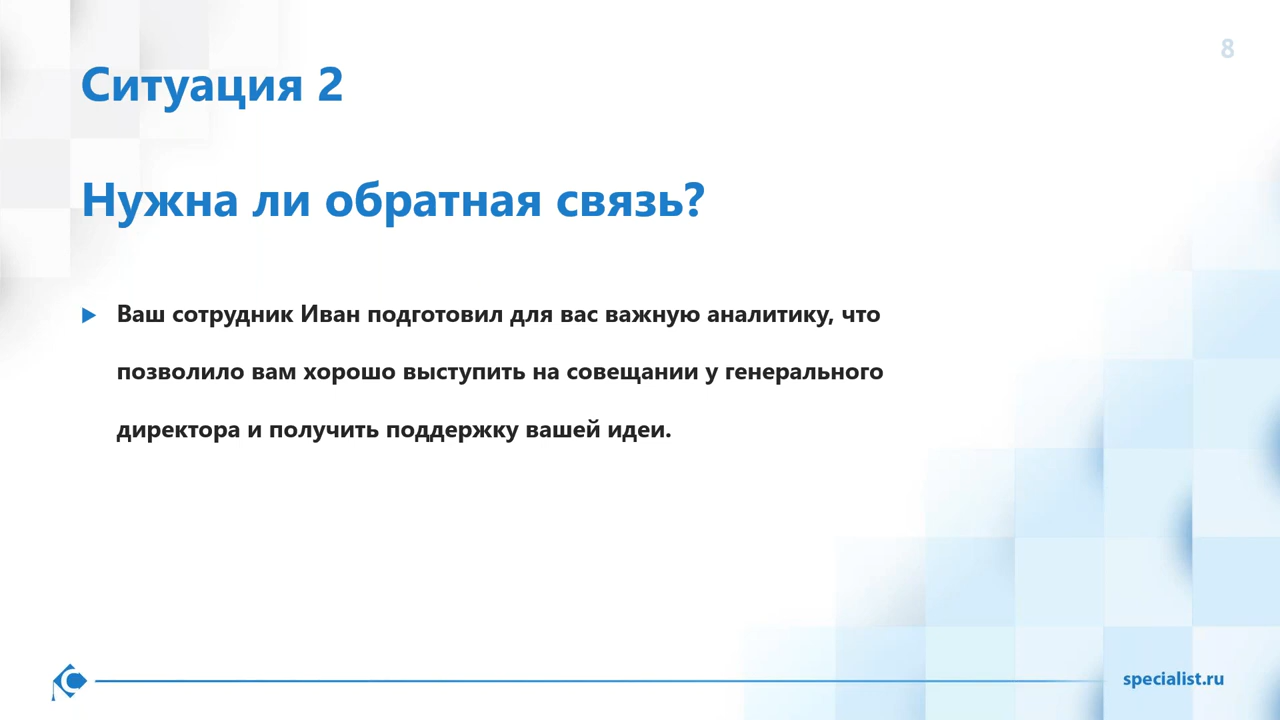 8
Ситуация 2
Нужна ли обратная связь?
Ваш сотрудник Иван подготовил для вас важную аналитику, что
позволило вам хорошо выступить на совещании у генерального
директора и получить поддержку вашей идеи.
specialist.ru